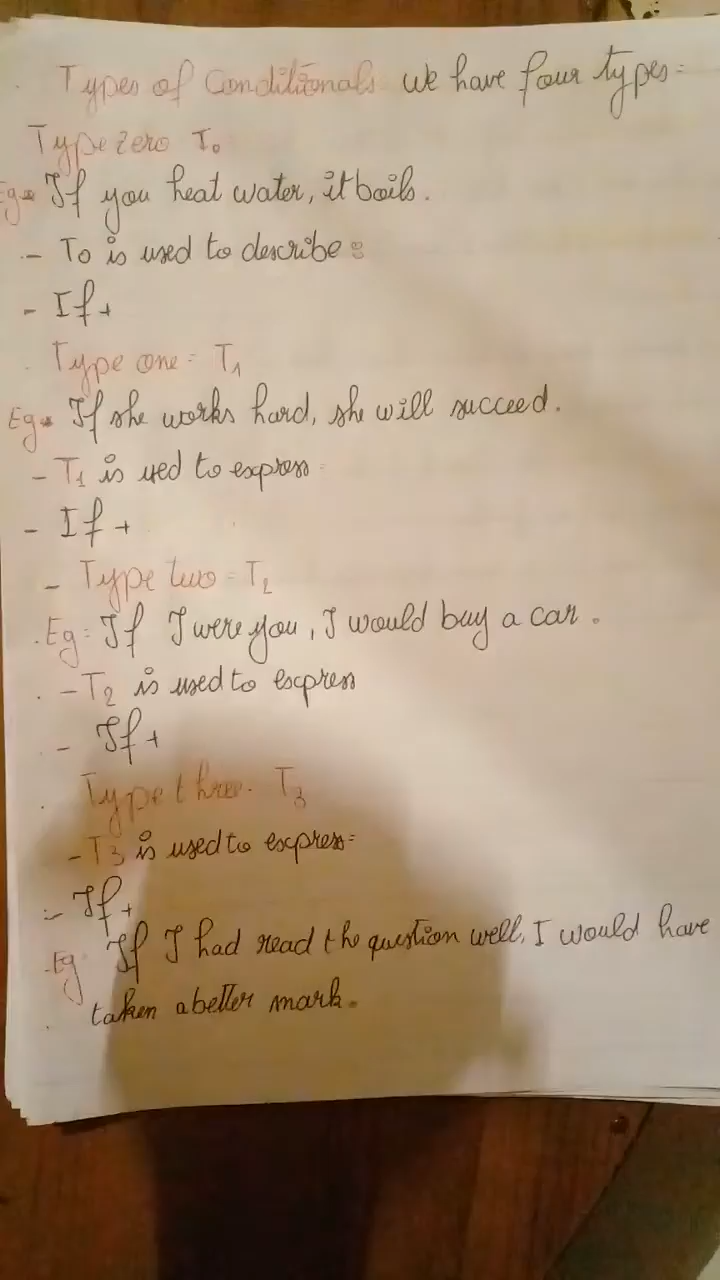 Types of Conditionals we have four types:
Type zero T0
Eg: If you heat water, it boils.
- T0 is used to describe:
- If +
Type one: T1
Eg: If she works hard, she will succeed.
- T1 is ued to express:
- If +
- Type two: T2
Eg: If I were you, I would buy a car.
- T2 is used to express
- If +
Type three: T3
- T3 is used to express:
- If +
Eg: If I had read the question well, I would have
taken a better mark.